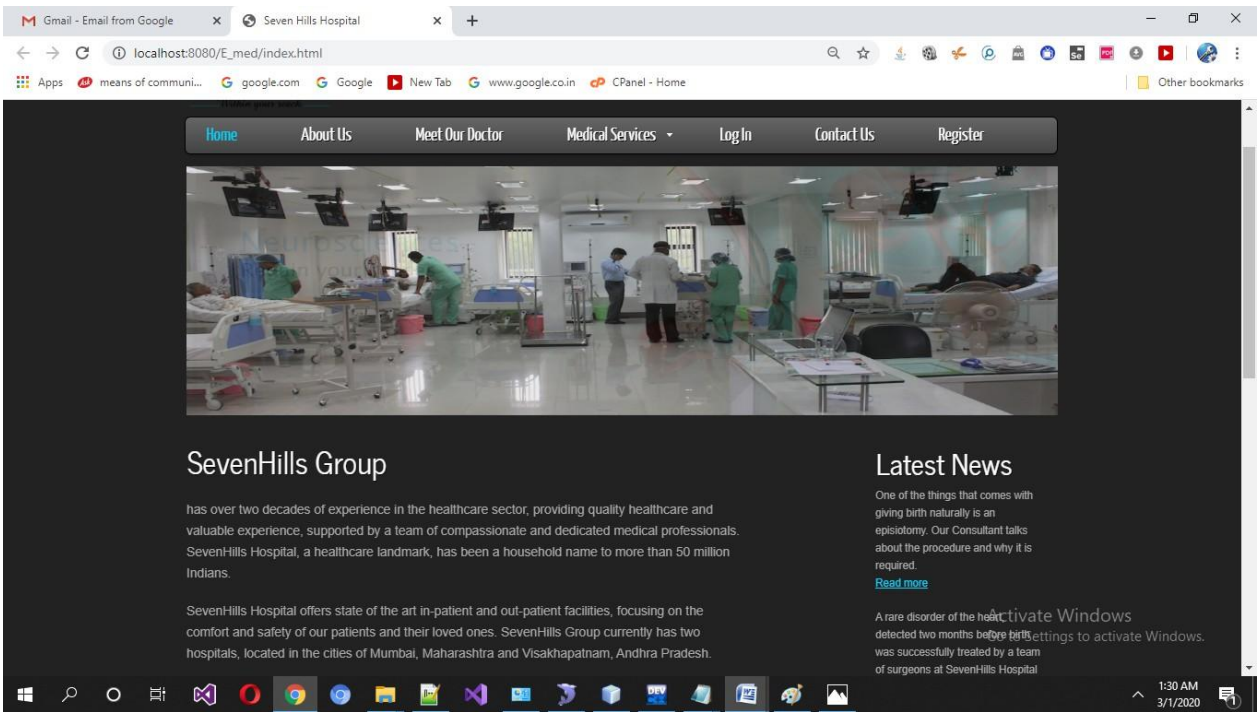 Gmail - Email from Google
Seven Hills Hospital
localhost:8080/E_med/index.html
Apps
means of communi...
google.com
Google
New Tab
www.google.co.in
CPanel - Home
Other bookmarks
Home About Us Meet Our Doctor Medical Services Log In Contact Us Register
Neurosciences
SevenHills Group
has over two decades of experience in the healthcare sector, providing quality healthcare and
valuable experience, supported by a team of compassionate and dedicated medical professionals.
SevenHills Hospital, a healthcare landmark, has been a household name to more than 50 million
Indians.
SevenHills Hospital offers state of the art in-patient and out-patient facilities, focusing on the
comfort and safety of our patients and their loved ones. SevenHills Group currently has two
hospitals, located in the cities of Mumbai, Maharashtra and Visakhapatnam, Andhra Pradesh.
Latest News
One of the things that comes with
giving birth naturally is an
episiotomy. Our Consultant talks
about the procedure and why it is
required.
Read more
A rare disorder of the heart,
detected two months before birth
was successfully treated by a team
of surgeons at SevenHills Hospital
Activate Windows
Go to Settings to activate Windows.
1:30 AM
3/1/2020